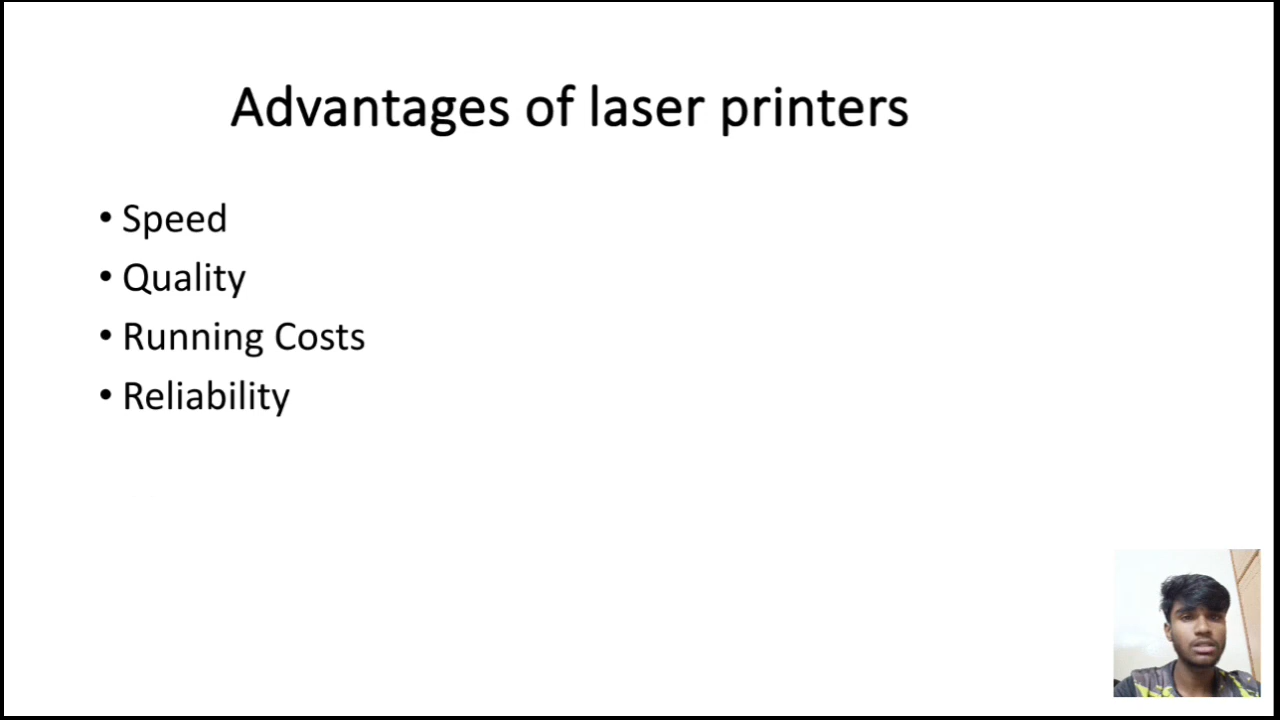 Advantages of laser printers
• Speed
• Quality
• Running Costs
• Reliability